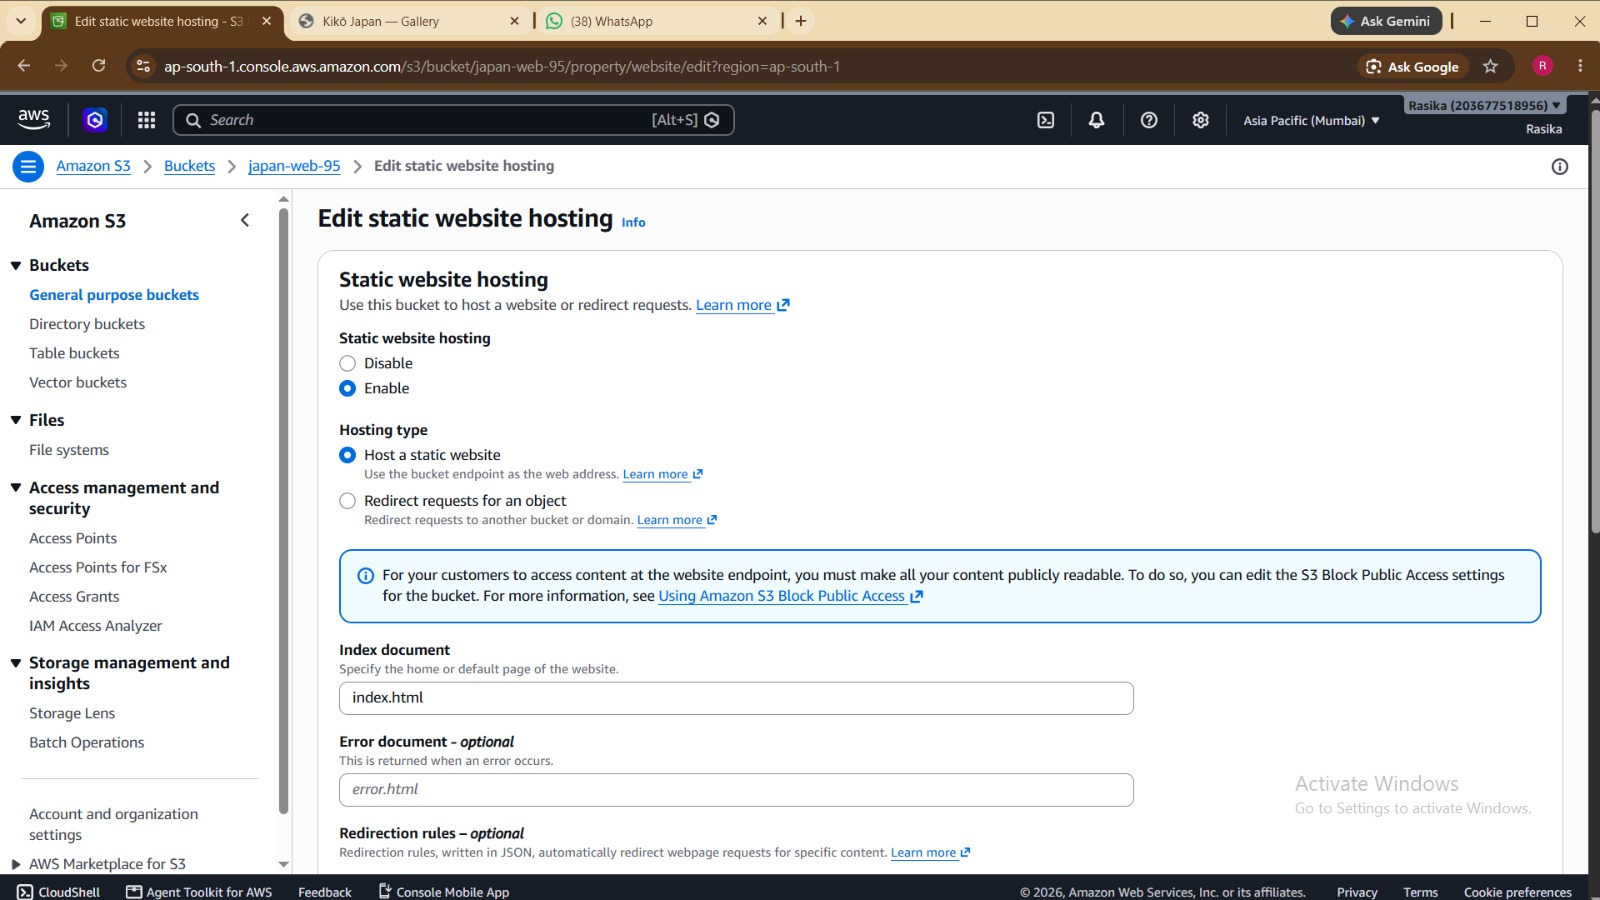 Edit static website hosting - S3
Kikō Japan — Gallery
(38) WhatsApp
Ask Gemini
ap-south-1.console.aws.amazon.com/s3/bucket/japan-web-95/property/website/edit?region=ap-south-1
Ask Google
R
aws
Search
[Alt+S]
Asia Pacific (Mumbai)
Rasika (203677518956)
Rasika
Amazon S3
Buckets
japan-web-95
Edit static website hosting
Amazon S3
Buckets
General purpose buckets
Directory buckets
Table buckets
Vector buckets
Files
File systems
Access management and
security
Access Points
Access Points for FSx
Access Grants
IAM Access Analyzer
Storage management and
insights
Storage Lens
Batch Operations
Account and organization
settings
AWS Marketplace for S3
Edit static website hosting Info
Static website hosting
Use this bucket to host a website or redirect requests. Learn more
Static website hosting
Disable
Enable
Hosting type
Host a static website
Use the bucket endpoint as the web address. Learn more
Redirect requests for an object
Redirect requests to another bucket or domain. Learn more
For your customers to access content at the website endpoint, you must make all your content publicly readable. To do so, you can edit the S3 Block Public Access settings
for the bucket. For more information, see Using Amazon S3 Block Public Access
Index document
Specify the home or default page of the website.
index.html
Error document - optional
This is returned when an error occurs.
error.html
Redirection rules – optional
Redirection rules, written in JSON, automatically redirect webpage requests for specific content. Learn more
Activate Windows
Go to Settings to activate Windows.
CloudShell
Agent Toolkit for AWS
Feedback
Console Mobile App
© 2026, Amazon Web Services, Inc. or its affiliates.
Privacy
Terms
Cookie preferences